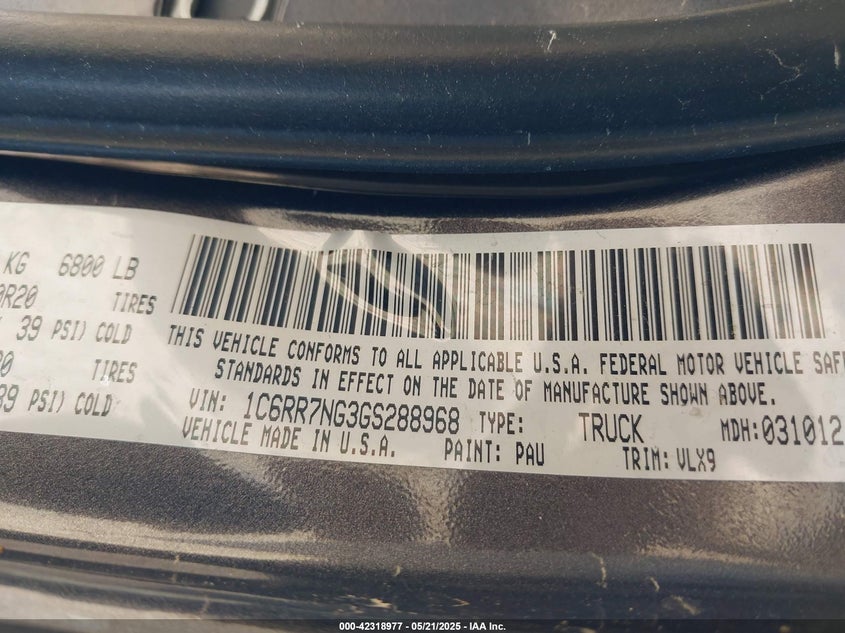 KG 6800 LB
0R20 TIRES
39 PSI) COLD
TIRES
39 PSI) COLD
THIS VEHICLE CONFORMS TO ALL APPLICABLE U.S.A. FEDERAL MOTOR VEHICLE SAF
STANDARDS IN EFFECT ON THE DATE OF MANUFACTURE SHOWN ABOVE.
VIN: 1C6RR7NG3GS288968 TYPE: TRUCK MDH:031012
VEHICLE MADE IN U.S.A. PAINT: PAU TRIM: VLX9
000-42318977 — 05/21/2025 — IAA Inc.